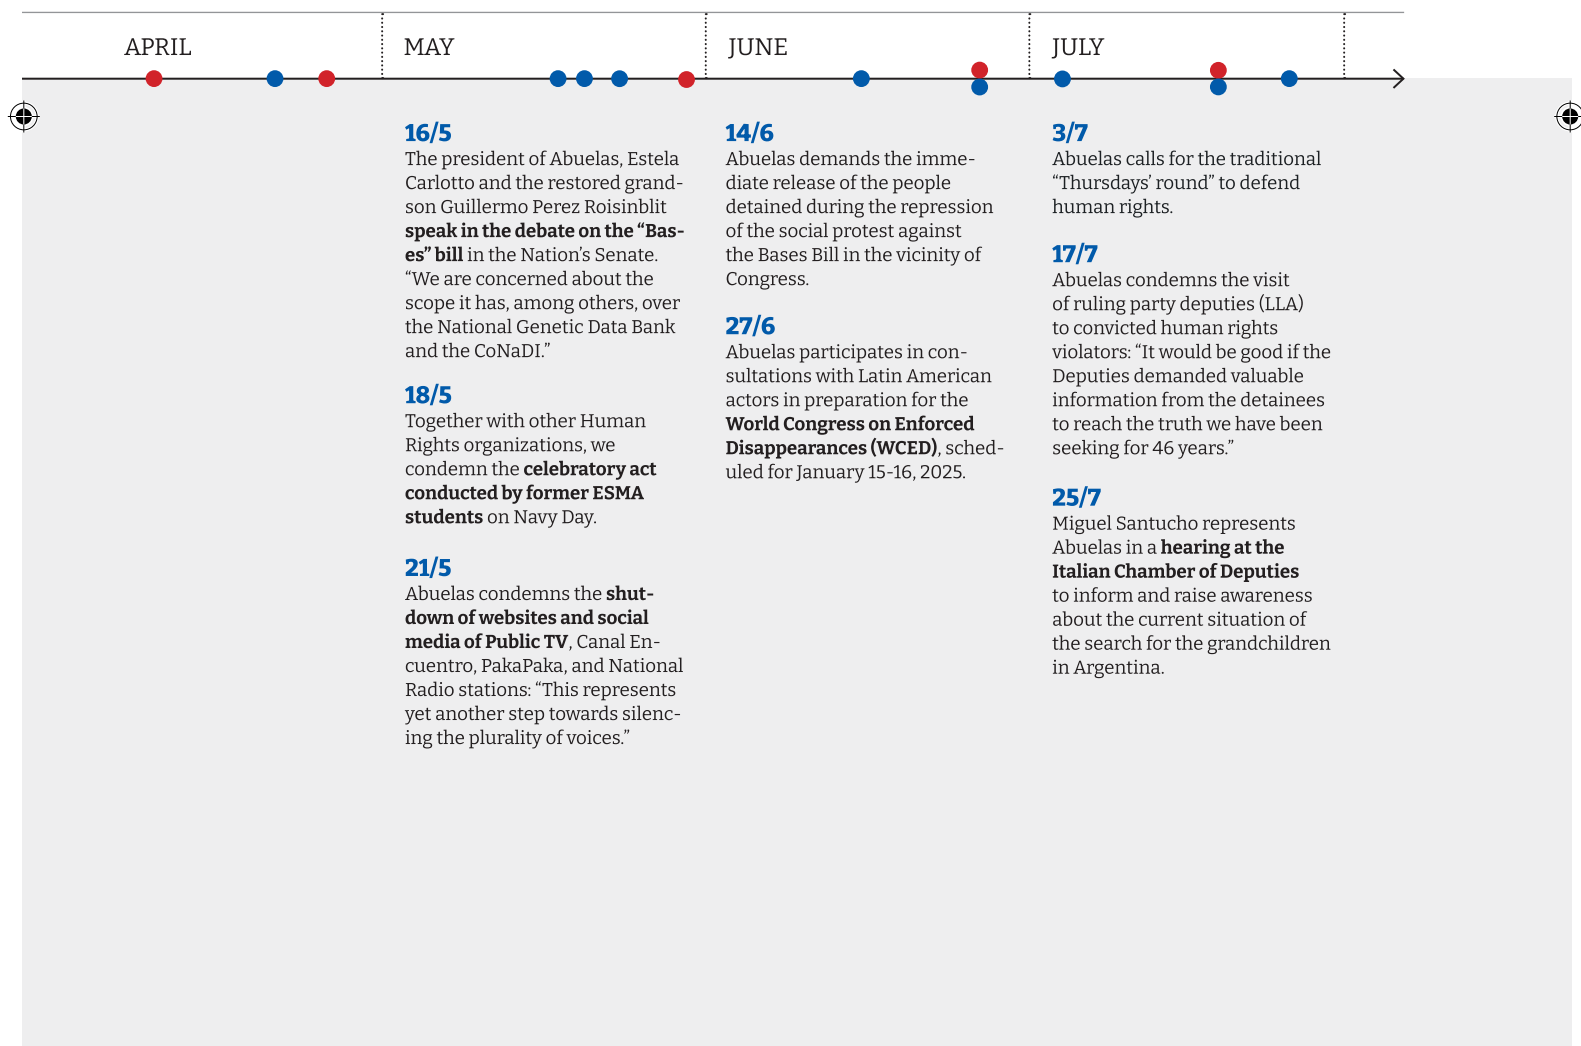 APRIL
MAY
JUNE
JULY
16/5
The president of Abuelas, Estela
Carlotto and the restored grand-
son Guillermo Perez Roisinblit
speak in the debate on the “Bas-
es” bill in the Nation’s Senate.
“We are concerned about the
scope it has, among others, over
the National Genetic Data Bank
and the CoNaDI.”
18/5
Together with other Human
Rights organizations, we
condemn the celebratory act
conducted by former ESMA
students on Navy Day.
21/5
Abuelas condemns the shut-
down of websites and social
media of Public TV, Canal En-
cuentro, PakaPaka, and National
Radio stations: “This represents
yet another step towards silenc-
ing the plurality of voices.”
14/6
Abuelas demands the imme-
diate release of the people
detained during the repression
of the social protest against
the Bases Bill in the vicinity of
Congress.
27/6
Abuelas participates in con-
sultations with Latin American
actors in preparation for the
World Congress on Enforced
Disappearances (WCED), sched-
uled for January 15-16, 2025.
3/7
Abuelas calls for the traditional
“Thursdays’ round” to defend
human rights.
17/7
Abuelas condemns the visit
of ruling party deputies (LLA)
to convicted human rights
violators: “It would be good if the
Deputies demanded valuable
information from the detainees
to reach the truth we have been
seeking for 46 years.”
25/7
Miguel Santucho represents
Abuelas in a hearing at the
Italian Chamber of Deputies
to inform and raise awareness
about the current situation of
the search for the grandchildren
in Argentina.